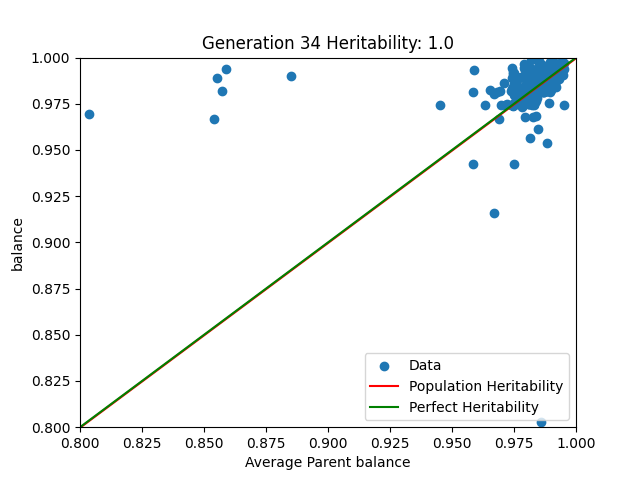 Generation 34 Heritability: 1.0
balance
1.000
0.975
0.950
0.925
0.900
0.875
0.850
0.825
0.800
Data
Population Heritability
Perfect Heritability
0.800 0.825 0.850 0.875 0.900 0.925 0.950 0.975 1.000
Average Parent balance